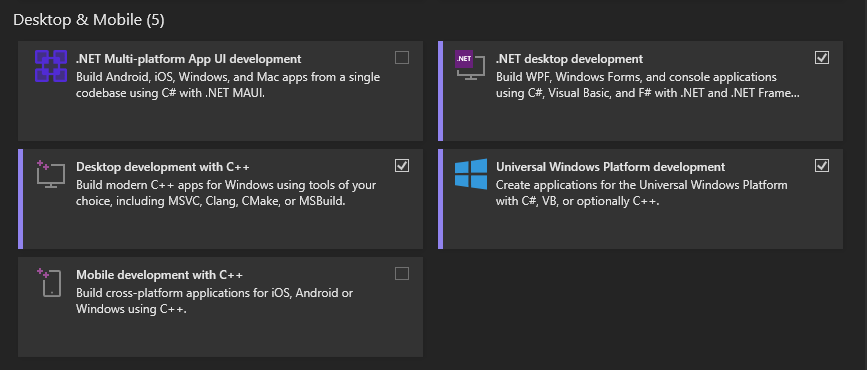 Desktop & Mobile (5)
.NET Multi-platform App UI development
Build Android, iOS, Windows, and Mac apps from a single
codebase using C# with .NET MAUI.
.NET
.NET desktop development
Build WPF, Windows Forms, and console applications
using C#, Visual Basic, and F# with .NET and .NET Frame...
Desktop development with C++
Build modern C++ apps for Windows using tools of your
choice, including MSVC, Clang, CMake, or MSBuild.
Universal Windows Platform development
Create applications for the Universal Windows Platform
with C#, VB, or optionally C++.
Mobile development with C++
Build cross-platform applications for iOS, Android or
Windows using C++.